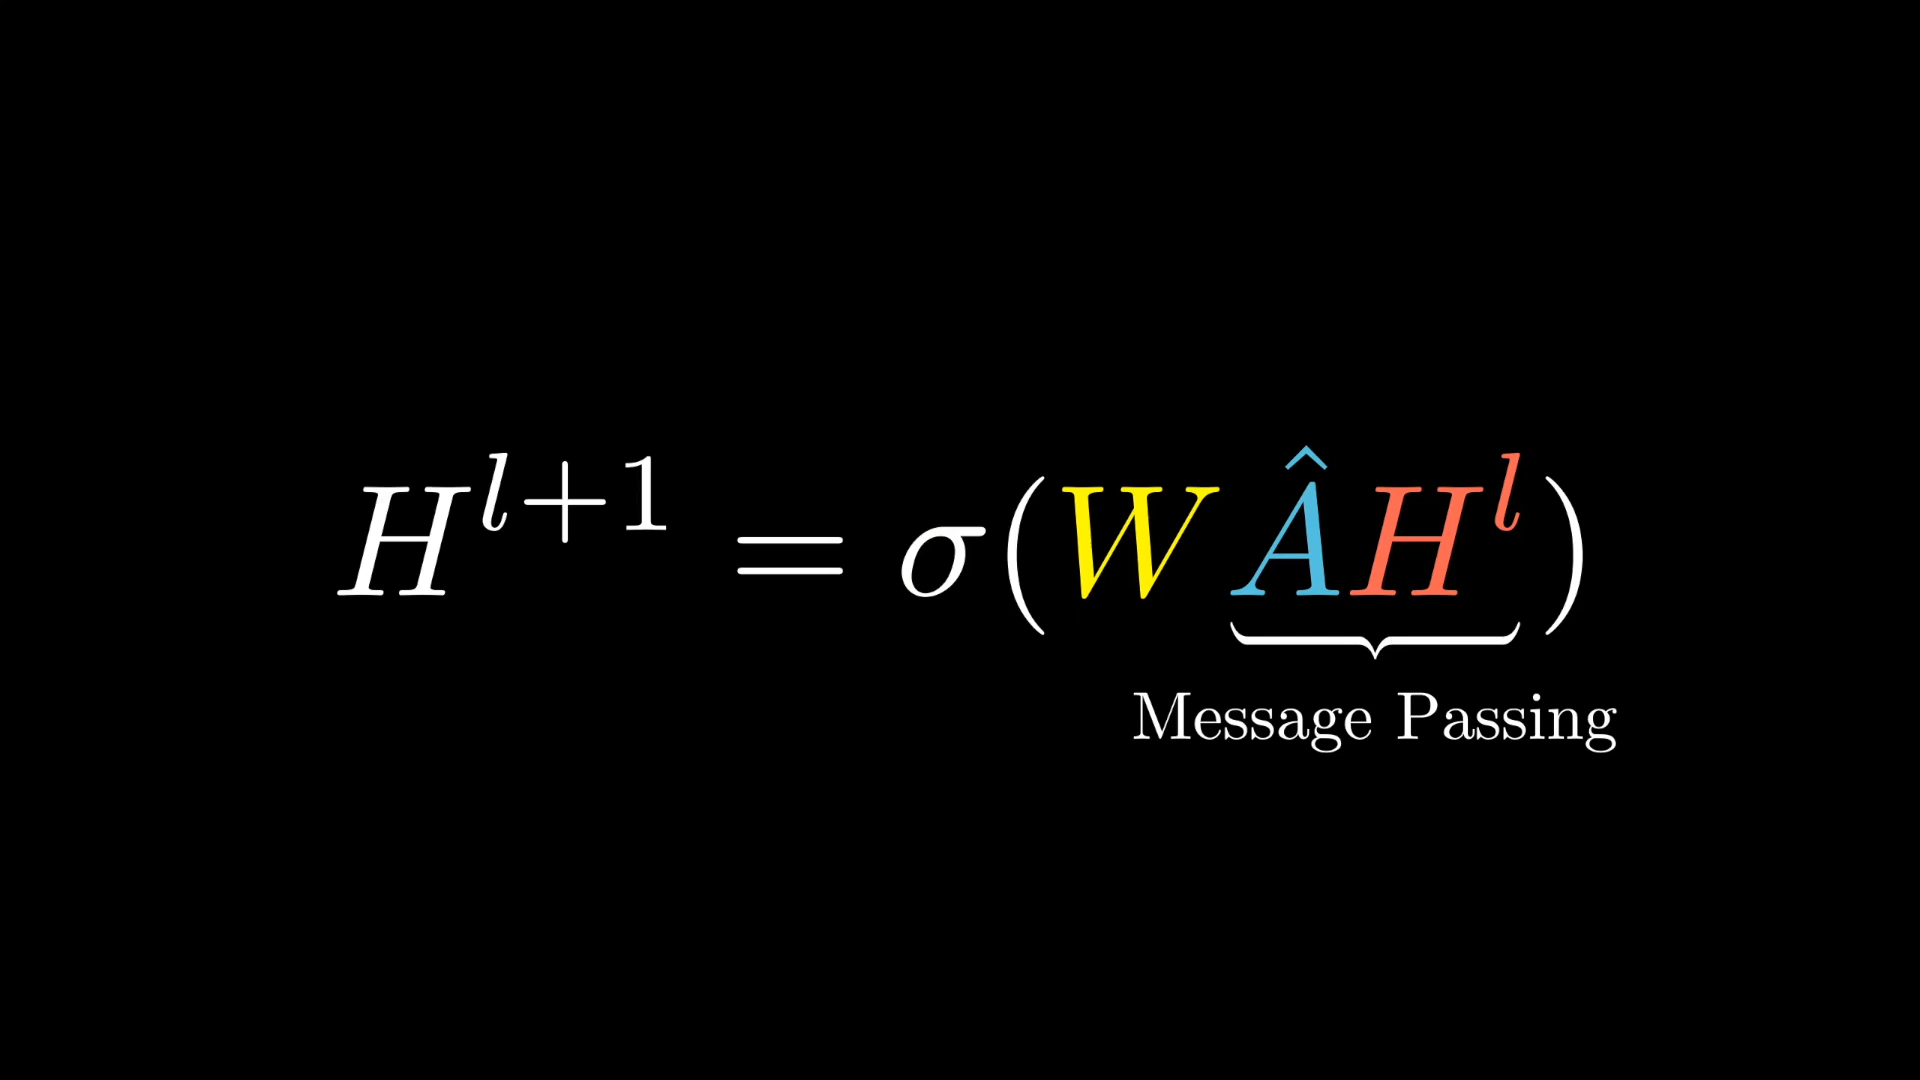 H^{l+1} = σ(WÂH^l)
Message Passing